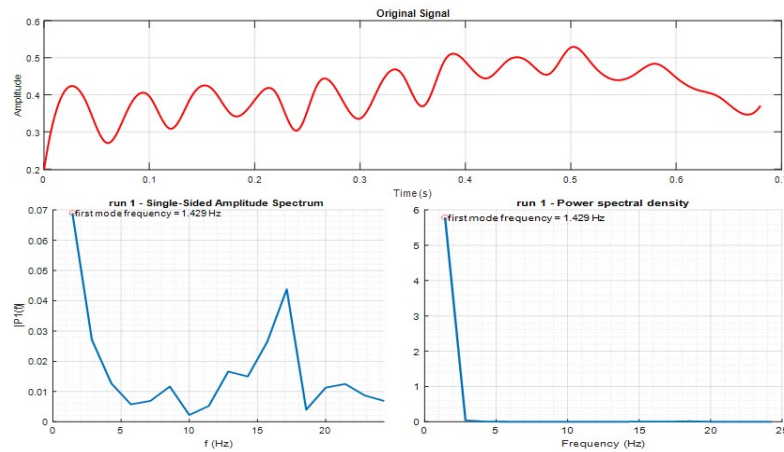 Original Signal
0.6
0.5
0.4
0.3
0.2
Amplitude
0 0.1 0.2 0.3 0.4 0.5 0.6 0.7
Time (s)
run 1 - Single-Sided Amplitude Spectrum
first mode frequency = 1.429 Hz
0.07
0.06
0.05
0.04
0.03
0.02
0.01
0
|P1(f)|
0 5 10 15 20
f (Hz)
run 1 - Power spectral density
first mode frequency = 1.429 Hz
6
5
4
3
2
1
0
0 5 10 15 20 25
Frequency (Hz)